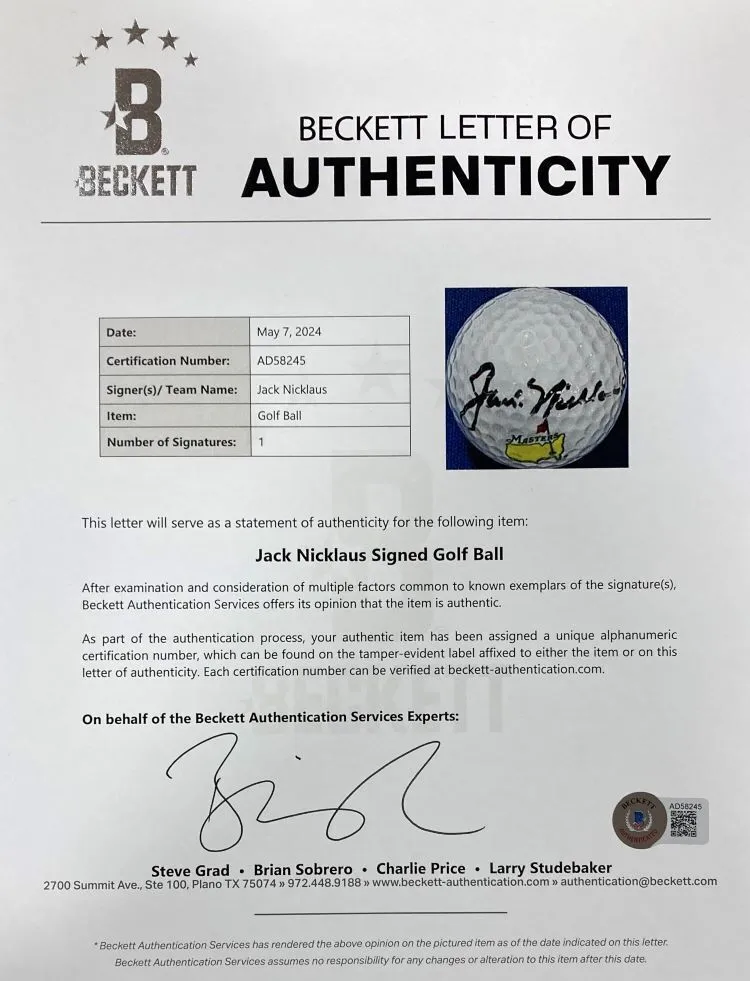 B
BECKETT
BECKETT LETTER OF
AUTHENTICITY
Date: May 7, 2024
Certification Number: AD58245
Signer(s)/ Team Name: Jack Nicklaus
Item: Golf Ball
Number of Signatures: 1
Jack Nicklaus
MASTERS
This letter will serve as a statement of authenticity for the following item:
Jack Nicklaus Signed Golf Ball
After examination and consideration of multiple factors common to known exemplars of the signature(s),
Beckett Authentication Services offers its opinion that the item is authentic.
As part of the authentication process, your authentic item has been assigned a unique alphanumeric
certification number, which can be found on the tamper-evident label affixed to either the item or on this
letter of authenticity. Each certification number can be verified at beckett-authentication.com.
On behalf of the Beckett Authentication Services Experts:
BECKETT
AUTHENTICATED
AD58245
Steve Grad • Brian Sobrero • Charlie Price • Larry Studebaker
2700 Summit Ave., Ste 100, Plano TX 75074 » 972.448.9188 » www.beckett-authentication.com » authentication@beckett.com
* Beckett Authentication Services has rendered the above opinion on the pictured item as of the date indicated on this letter.
Beckett Authentication Services assumes no responsibility for any changes or alteration to this item after this date.